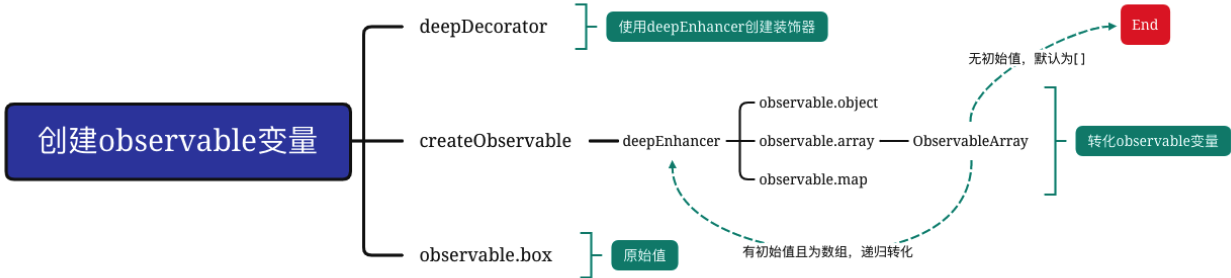 创建observable变量
deepDecorator
使用deepEnhancer创建装饰器
createObservable
deepEnhancer
observable.object
observable.array
observable.map
ObservableArray
无初始值，默认为[ ]
End
转化observable变量
有初始值且为数组，递归转化
observable.box
原始值